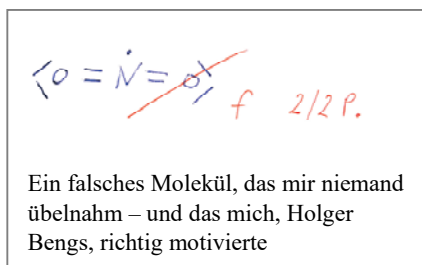 <o = Ṅ = o>
f 2/2 P.
Ein falsches Molekül, das mir niemand
übelnahm – und das mich, Holger
Bengs, richtig motivierte